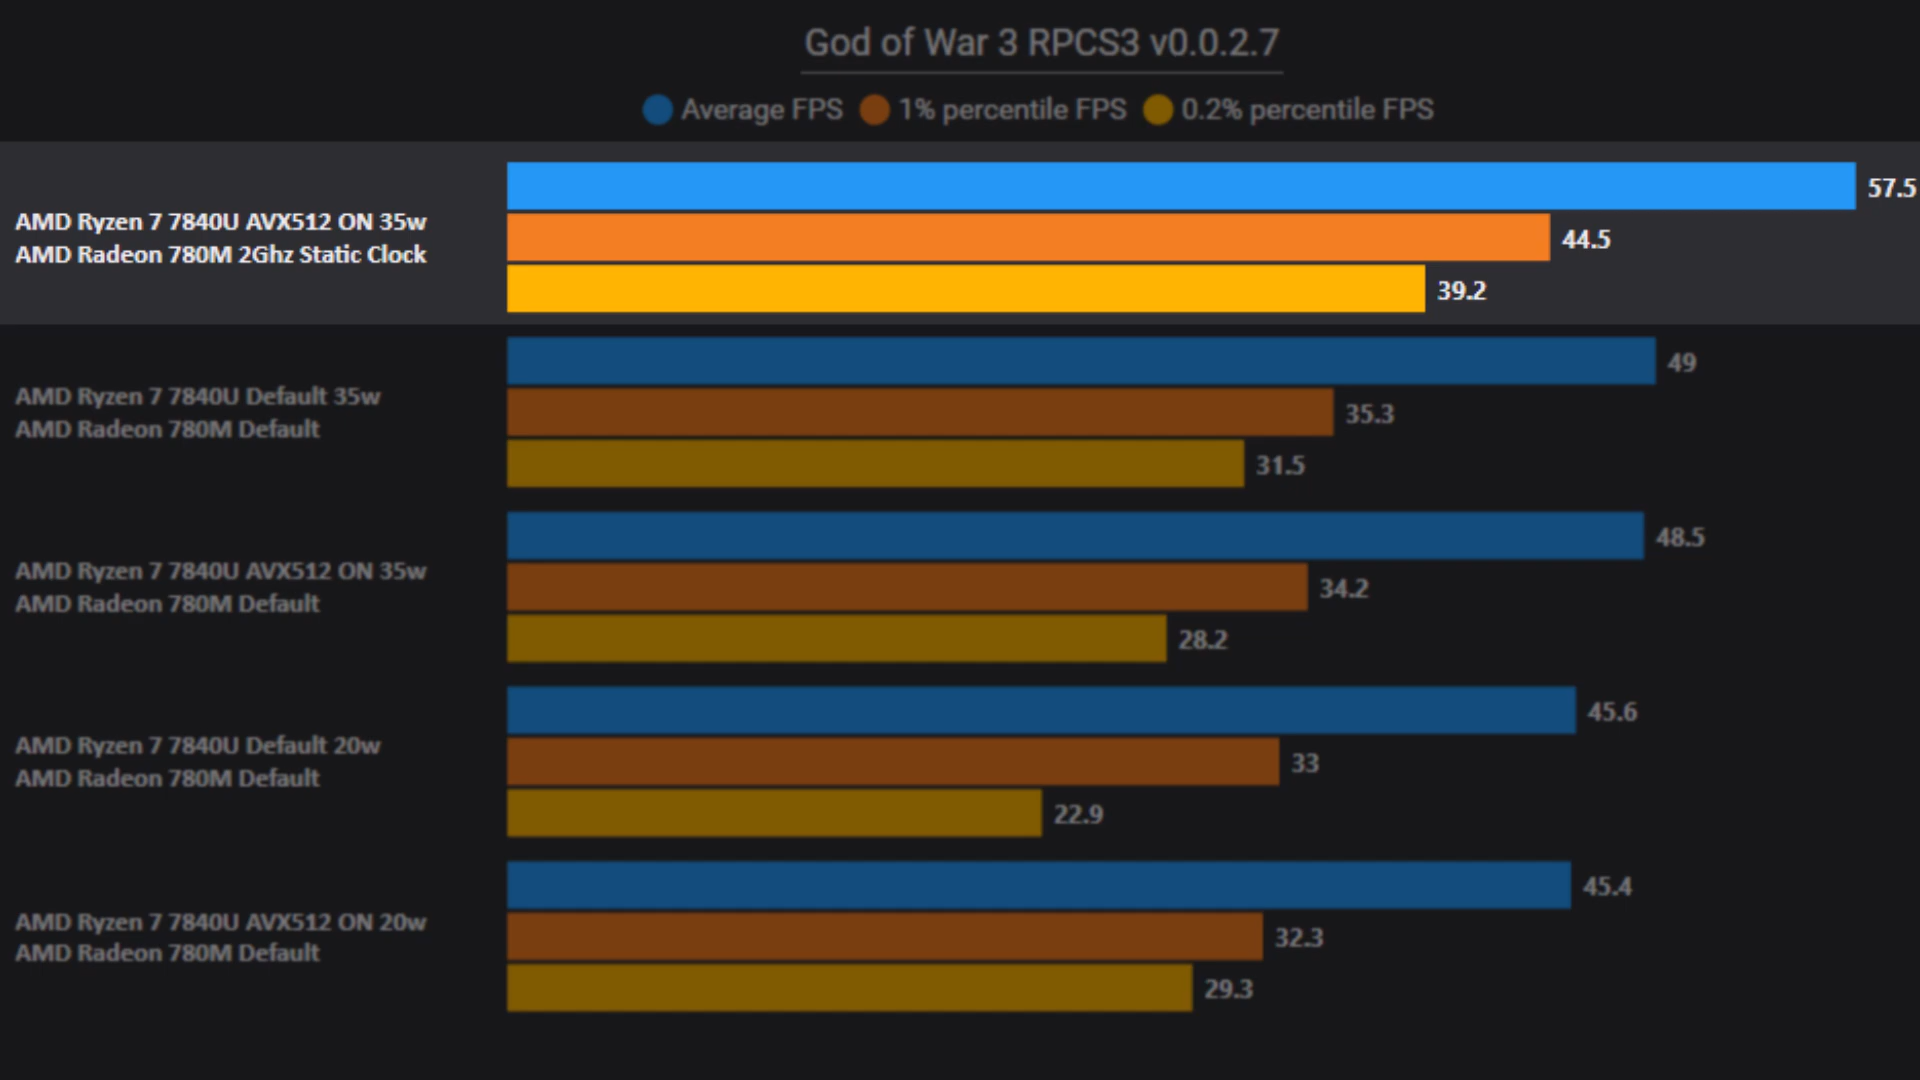 God of War 3 RPCS3 v0.0.2.7
Average FPS 1% percentile FPS 0.2% percentile FPS
AMD Ryzen 7 7840U AVX512 ON 35w
AMD Radeon 780M 2Ghz Static Clock
57.5
44.5
39.2
AMD Ryzen 7 7840U Default 35w
AMD Radeon 780M Default
49
35.3
31.5
AMD Ryzen 7 7840U AVX512 ON 35w
AMD Radeon 780M Default
48.5
34.2
28.2
AMD Ryzen 7 7840U Default 20w
AMD Radeon 780M Default
45.6
33
22.9
AMD Ryzen 7 7840U AVX512 ON 20w
AMD Radeon 780M Default
45.4
32.3
29.3